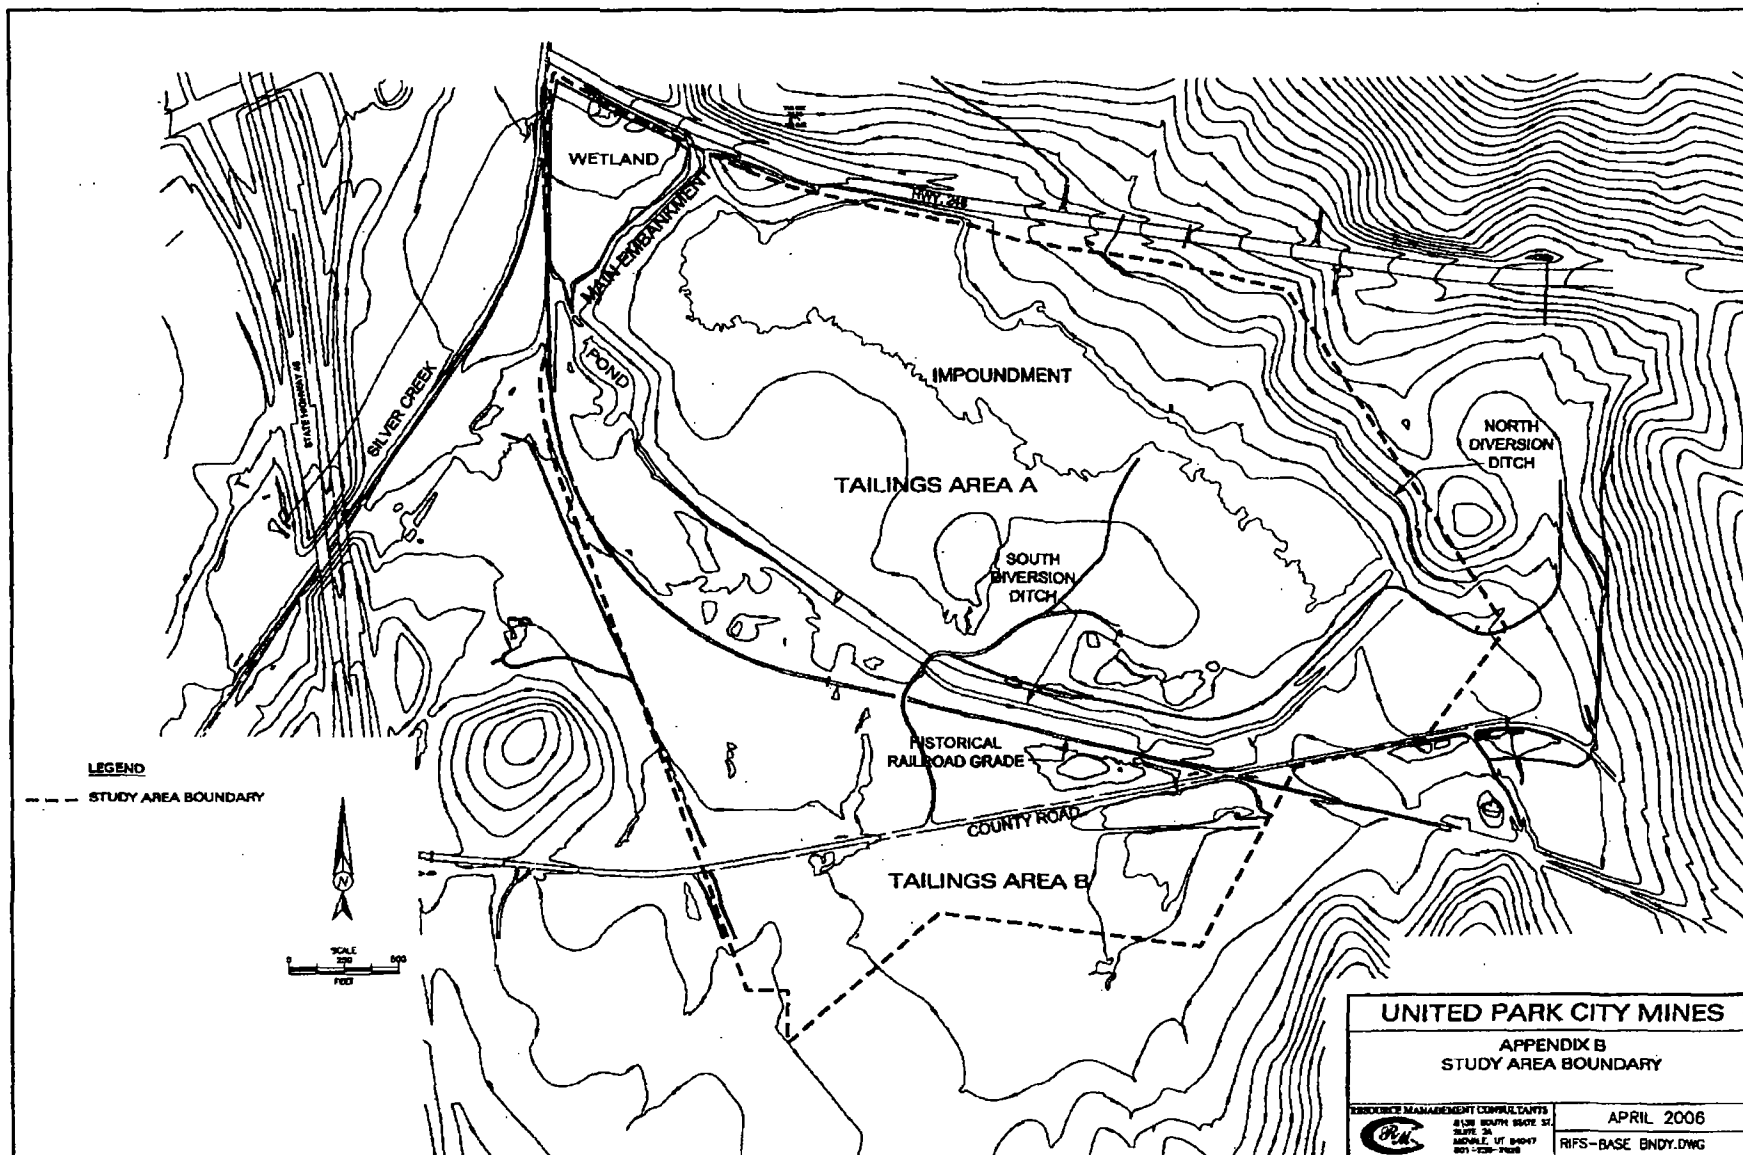 WETLAND
MAIN EMBANKMENT
HWY. 248
POND
SILVER CREEK
IMPOUNDMENT
NORTH
DIVERSION
DITCH
TAILINGS AREA A
SOUTH
DIVERSION
DITCH
HISTORICAL
RAILROAD GRADE
COUNTY ROAD
TAILINGS AREA B
LEGEND
STUDY AREA BOUNDARY
N
SCALE
0 250 500
FEET
UNITED PARK CITY MINES
APPENDIX B
STUDY AREA BOUNDARY
RESOURCE MANAGEMENT CONSULTANTS
RMC
APRIL 2006
RIFS-BASE BNDY.DWG